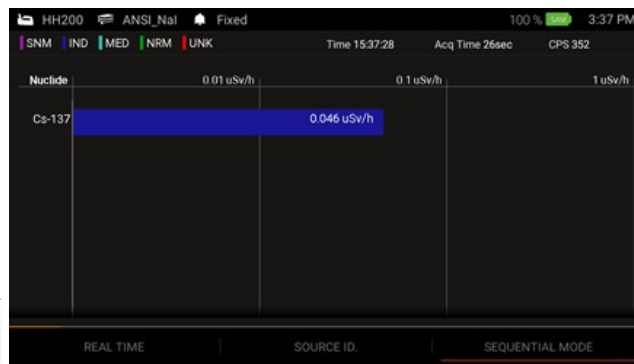 HH200 ANSI_NaI Fixed 100 % 3:37 PM
SNM IND MED NRM UNK Time 15:37:28 Acq Time 26sec CPS 352
Nuclide 0.01 uSv/h 0.1 uSv/h 1 uSv/h
Cs-137 0.046 uSv/h
REAL TIME SOURCE ID. SEQUENTIAL MODE